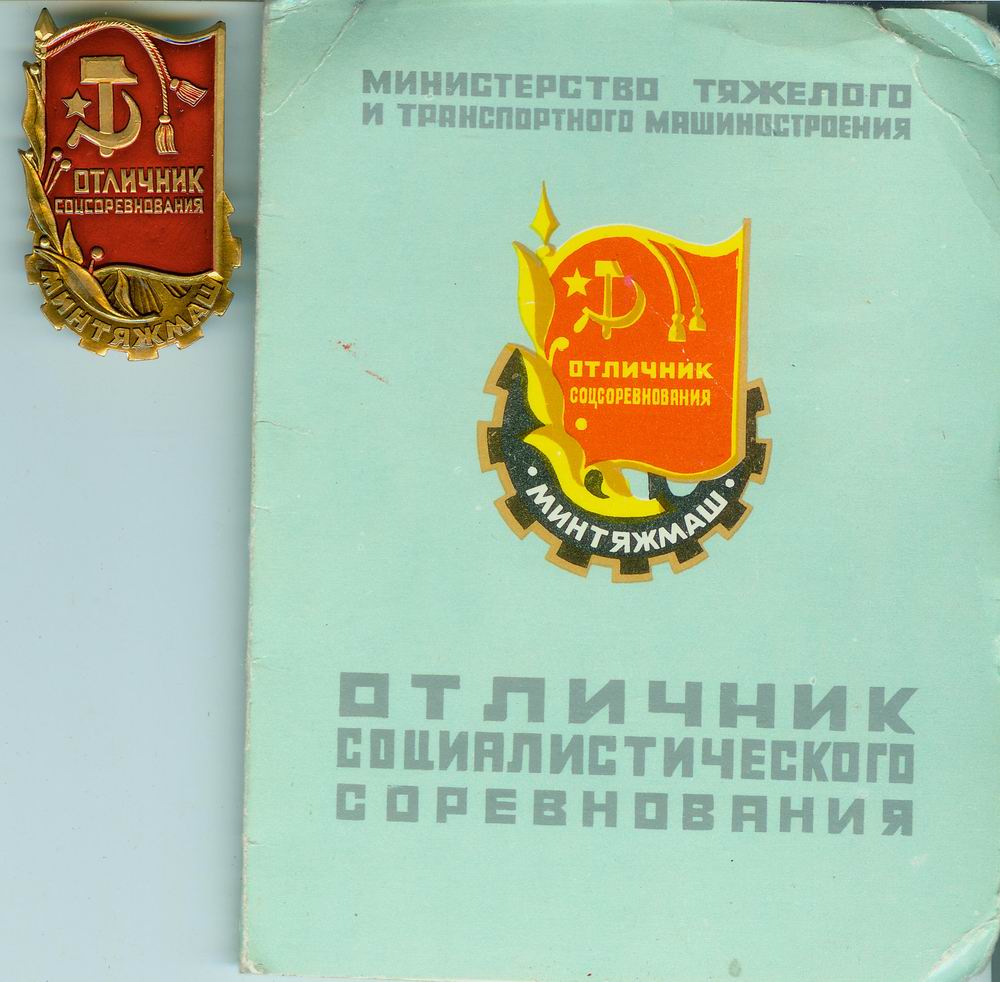 ОТЛИЧНИК
СОЦСОРЕВНОВАНИЯ
МИНТЯЖМАШ
МИНИСТЕРСТВО ТЯЖЕЛОГО
И ТРАНСПОРТНОГО МАШИНОСТРОЕНИЯ
ОТЛИЧНИК
СОЦСОРЕВНОВАНИЯ
• МИНТЯЖМАШ •
ОТЛИЧНИК
СОЦИАЛИСТИЧЕСКОГО
СОРЕВНОВАНИЯ